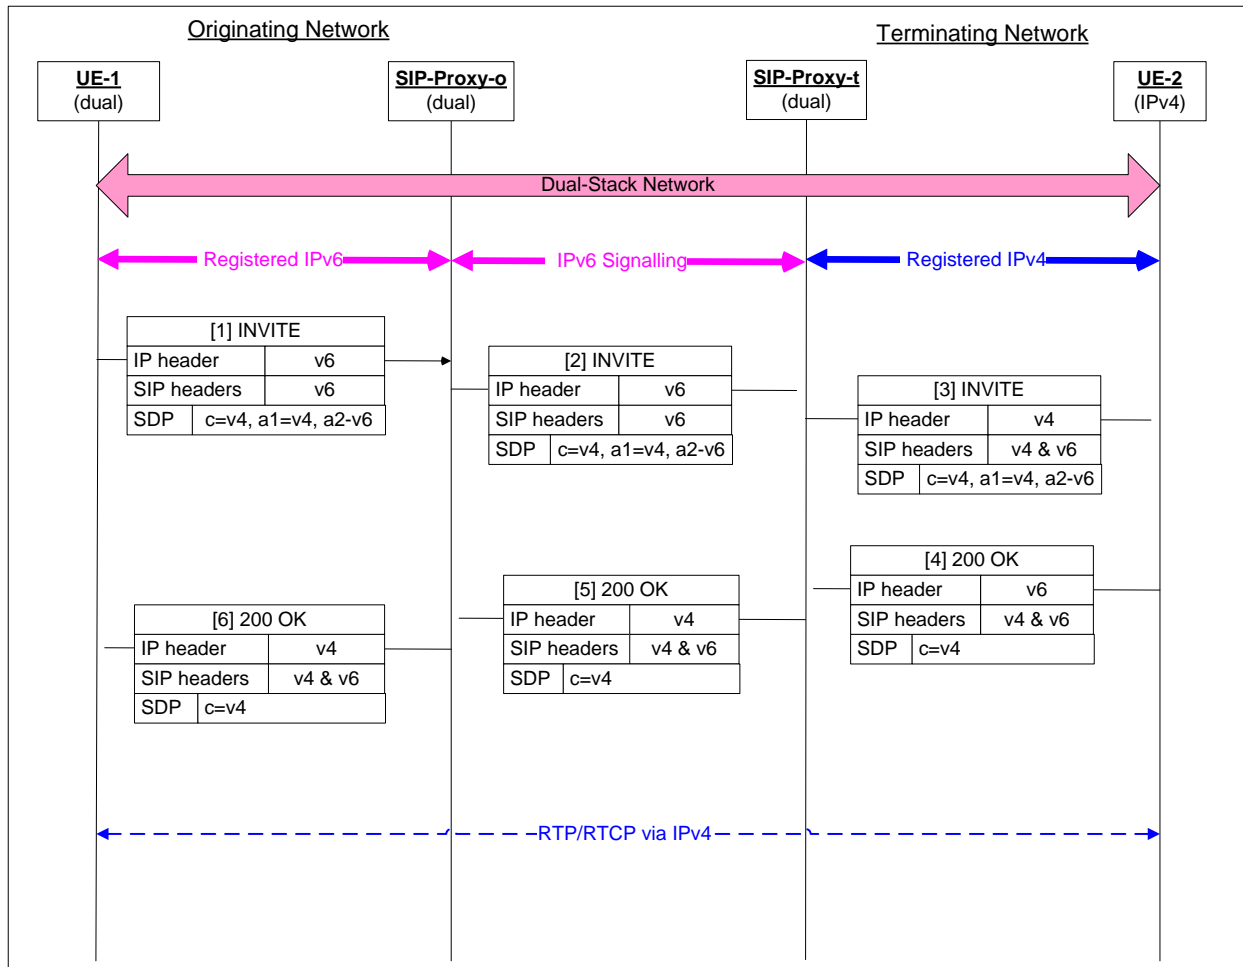 Originating Network
Terminating Network
UE-1
(dual)
SIP-Proxy-o
(dual)
SIP-Proxy-t
(dual)
UE-2
(IPv4)
Dual-Stack Network
Registered IPv6
IPv6 Signalling
Registered IPv4
[1] INVITE
IP header v6
SIP headers v6
SDP c=v4, a1=v4, a2-v6
[2] INVITE
IP header v6
SIP headers v6
SDP c=v4, a1=v4, a2-v6
[3] INVITE
IP header v4
SIP headers v4 & v6
SDP c=v4, a1=v4, a2-v6
[4] 200 OK
IP header v6
SIP headers v4 & v6
SDP c=v4
[5] 200 OK
IP header v4
SIP headers v4 & v6
SDP c=v4
[6] 200 OK
IP header v4
SIP headers v4 & v6
SDP c=v4
RTP/RTCP via IPv4